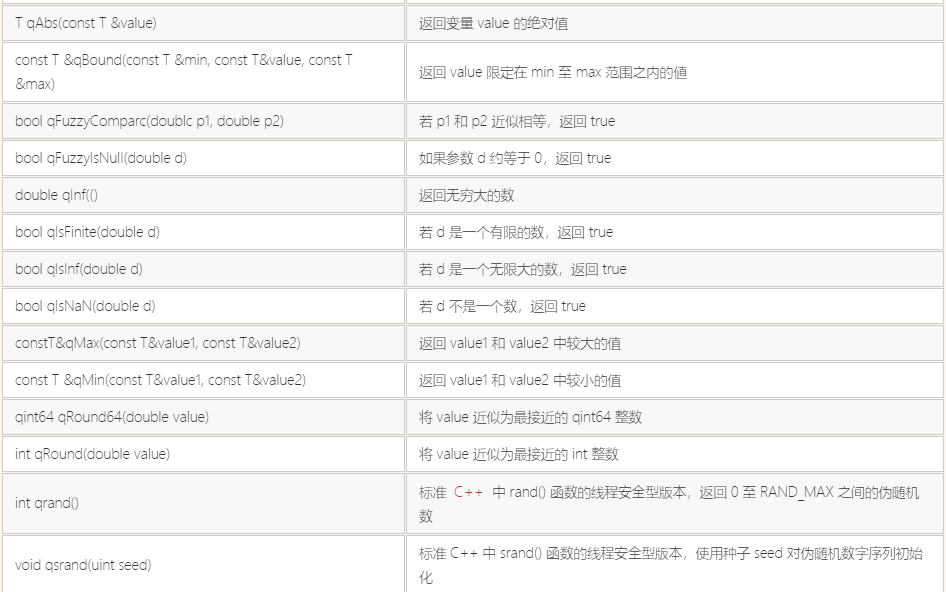 T qAbs(const T &value)
返回变量 value 的绝对值
const T &qBound(const T &min, const T&value, const T
&max)
返回 value 限定在 min 至 max 范围之内的値
bool qFuzzyComparc(doublc p1, double p2)
若 p1 和 p2 近似相等，返回 true
bool qFuzzyIsNull(double d)
如果参数 d 约等于 0，返回 true
double qInf(()
返回无穷大的数
bool qIsFinite(double d)
若 d 是一个有限的数，返回 true
bool qIsInf(double d)
若 d 是一个无限大的数，返回 true
bool qIsNaN(double d)
若 d 不是一个数，返回 true
constT&qMax(const T&value1, const T&value2)
返回 value1 和 value2 中较大的值
const T &qMin(const T&value1, const T&value2)
返回 value1 和 value2 中较小的值
qint64 qRound64(double value)
将 value 近似为最接近的 qint64 整数
int qRound(double value)
将 value 近似为最接近的 int 整数
int qrand()
标准 C++ 中 rand() 函数的线程安全型版本，返回 0 至 RAND_MAX 之间的伪随机
数
void qsrand(uint seed)
标准 C++ 中 srand() 函数的线程安全型版本，使用种子 seed 对伪随机数字序列初始
化